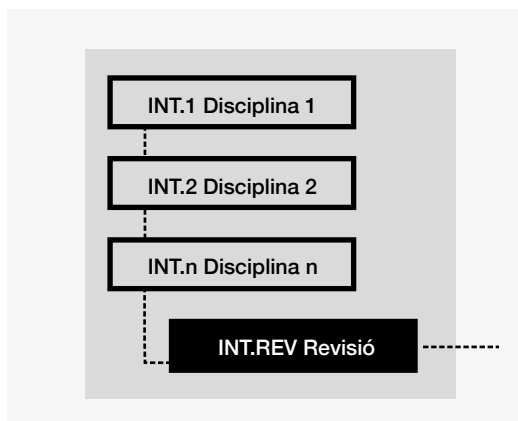 INT.1 Disciplina 1
INT.2 Disciplina 2
INT.n Disciplina n
INT.REV Revisió